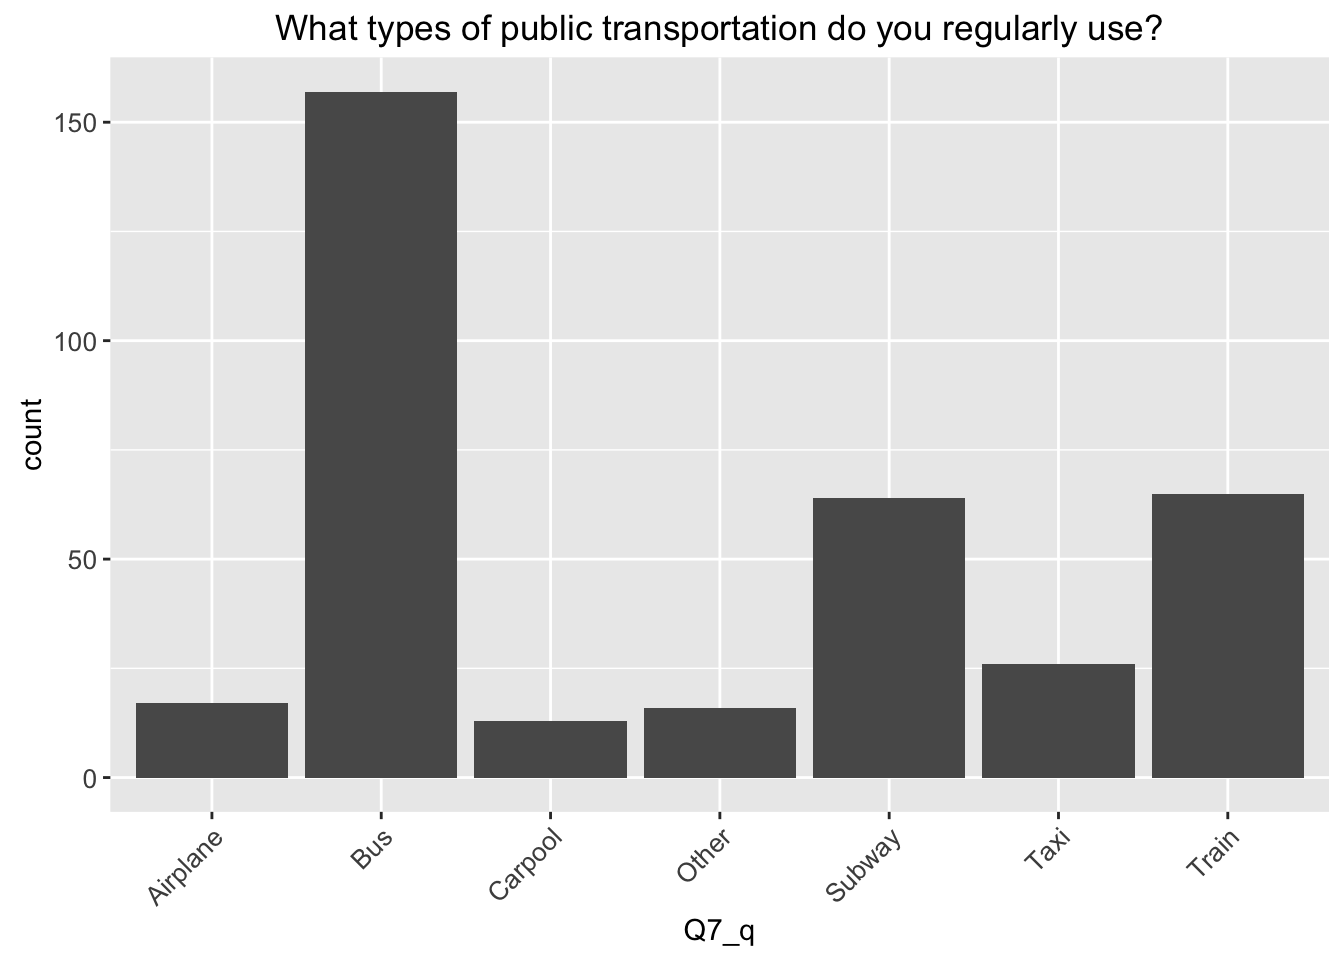 What types of public transportation do you regularly use?
150
100
50
0
count
Airplane
Bus
Carpool
Other
Subway
Taxi
Train
Q7_q